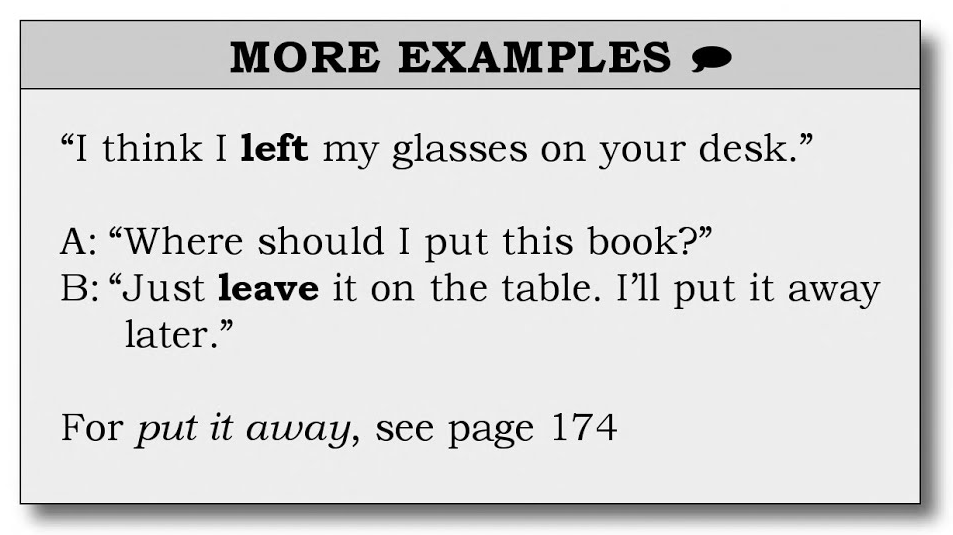 MORE EXAMPLES
“I think I left my glasses on your desk.”
A: “Where should I put this book?”
B: “Just leave it on the table. I’ll put it away
later.”
For put it away, see page 174